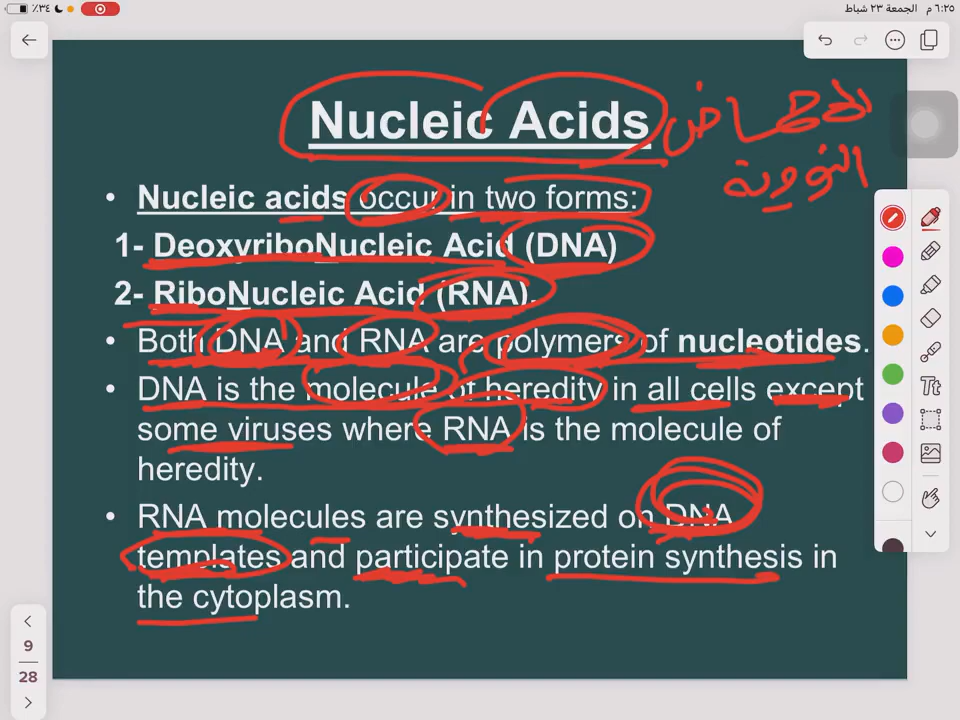 ٪٣٤
٦:٢٥ م الجمعة ٢٣ شباط
Nucleic Acids
الاحماض
النووية
• Nucleic acids occur in two forms:
1- DeoxyriboNucleic Acid (DNA)
2- RiboNucleic Acid (RNA).
• Both DNA and RNA are polymers of nucleotides.
• DNA is the molecule of heredity in all cells except
some viruses where RNA is the molecule of
heredity.
• RNA molecules are synthesized on DNA
templates and participate in protein synthesis in
the cytoplasm.
Tt
9
28